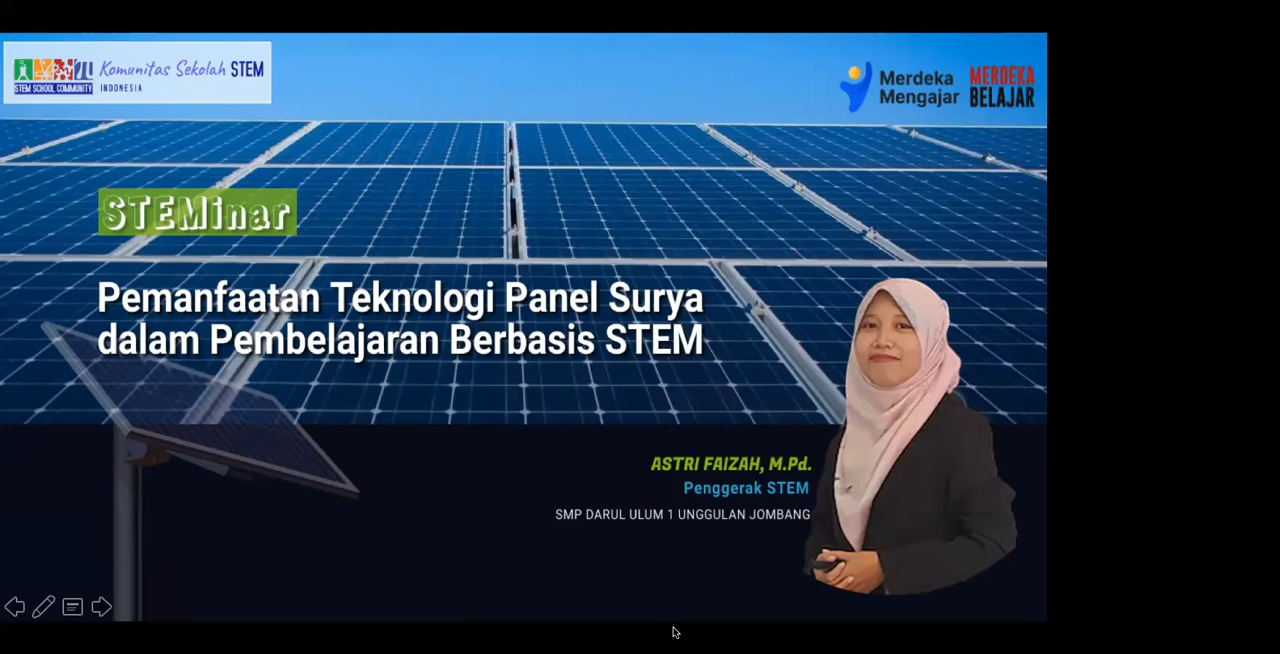 STEM SCHOOL COMMUNITY
Komunitas Sekolah STEM
INDONESIA
Merdeka
Mengajar
MERDEKA
BELAJAR
STEMinar
Pemanfaatan Teknologi Panel Surya
dalam Pembelajaran Berbasis STEM
ASTRI FAIZAH, M.Pd.
Penggerak STEM
SMP DARUL ULUM 1 UNGGULAN JOMBANG